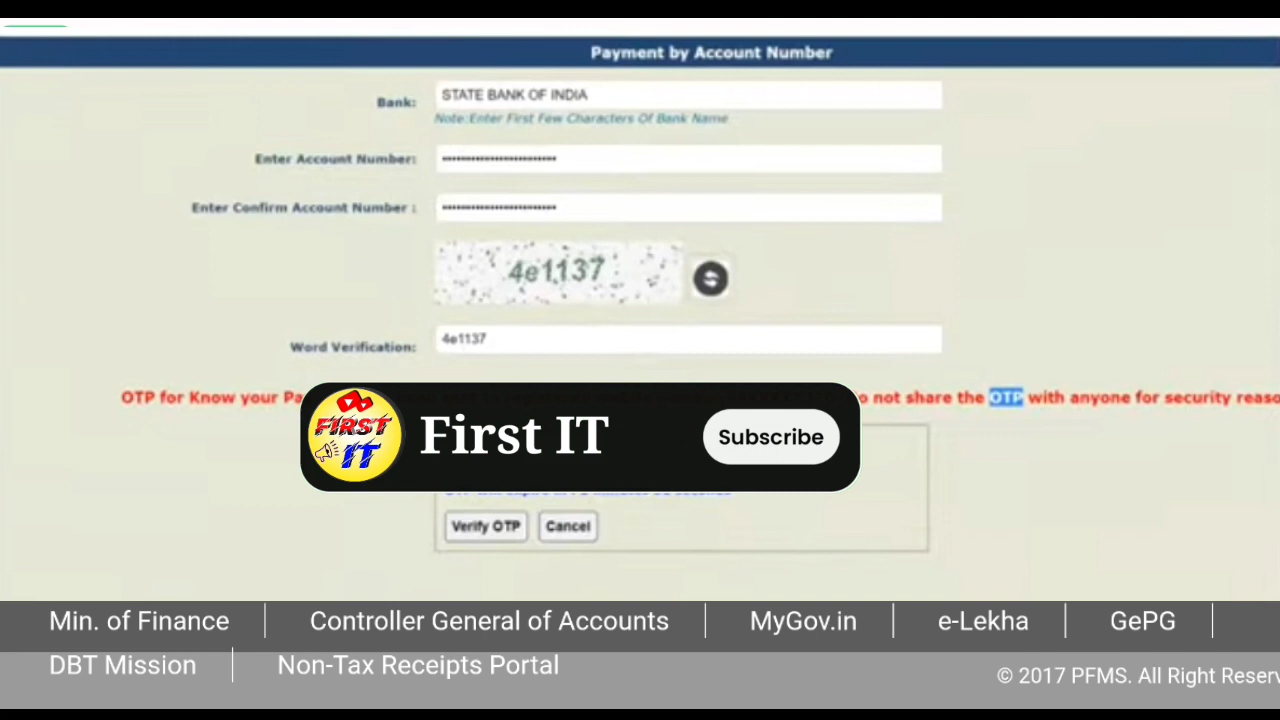 Payment by Account Number
Bank: STATE BANK OF INDIA
Note:Enter First Few Characters Of Bank Name
Enter Account Number:
Enter Confirm Account Number :
4e1137
Word Verification: 4e1137
OTP for Know your Pa
o not share the OTP with anyone for security reaso
FIRST IT
First IT
Subscribe
Verify OTP Cancel
Min. of Finance Controller General of Accounts MyGov.in e-Lekha GePG
DBT Mission Non-Tax Receipts Portal
© 2017 PFMS. All Right Reserv